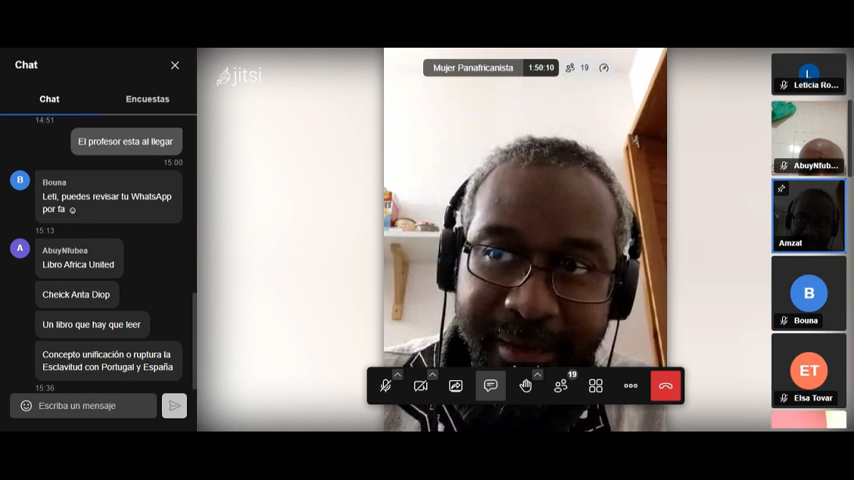 Chat
Chat
Encuestas
14:51
El profesor esta al llegar
15:00
B
Bouna
Leti, puedes revisar tu WhatsApp
por fa
15:13
A
AbuyNfubea
Libro Africa United
Cheick Anta Diop
Un libro que hay que leer
Concepto unificación o ruptura la
Esclavitud con Portugal y España
15:36
Escriba un mensaje
jitsi
Mujer Panafricanista
1:50:10
19
19
L
Leticia Ro...
AbuyNfub...
Amzat
B
Bouna
ET
Elsa Tovar